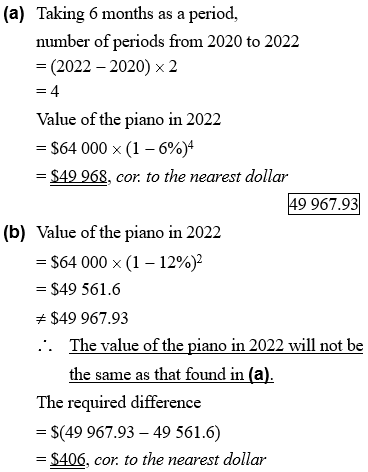 (a) Taking 6 months as a period,
number of periods from 2020 to 2022
= (2022 – 2020) × 2
= 4
Value of the piano in 2022
= $64 000 × (1 – 6%)⁴
= $49 968, cor. to the nearest dollar
49 967.93
(b) Value of the piano in 2022
= $64 000 × (1 – 12%)²
= $49 561.6
≠ $49 967.93
∴ The value of the piano in 2022 will not be
the same as that found in (a).
The required difference
= $(49 967.93 – 49 561.6)
= $406, cor. to the nearest dollar